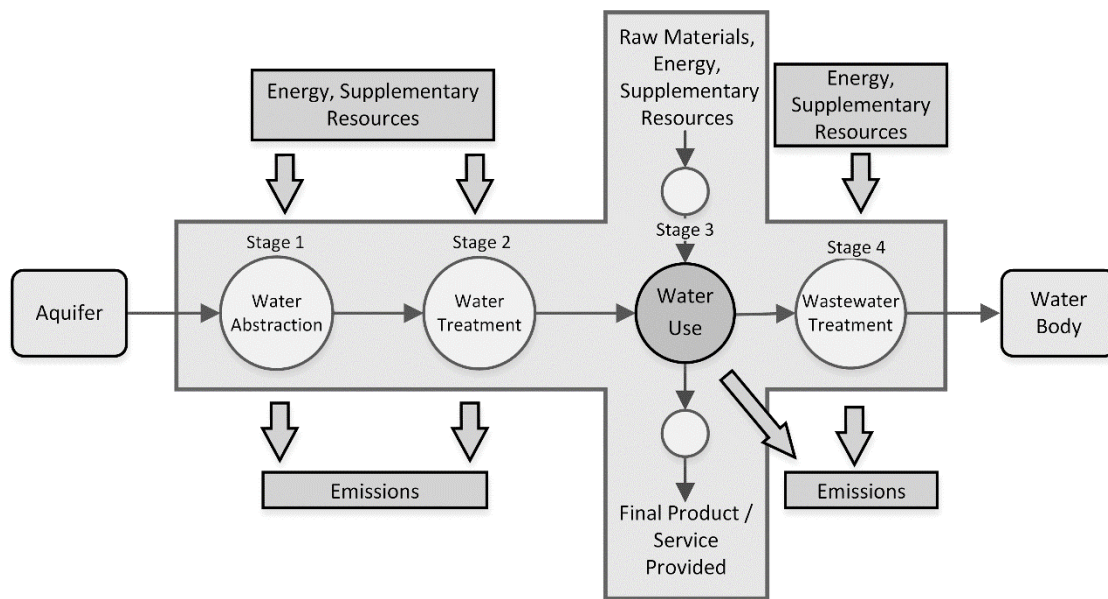 Raw Materials,
Energy,
Supplementary
Resources
Energy, Supplementary
Resources
Energy,
Supplementary
Resources
Stage 1
Stage 2
Stage 3
Stage 4
Aquifer
Water
Abstraction
Water
Treatment
Water
Use
Wastewater
Treatment
Water
Body
Emissions
Emissions
Final Product /
Service
Provided